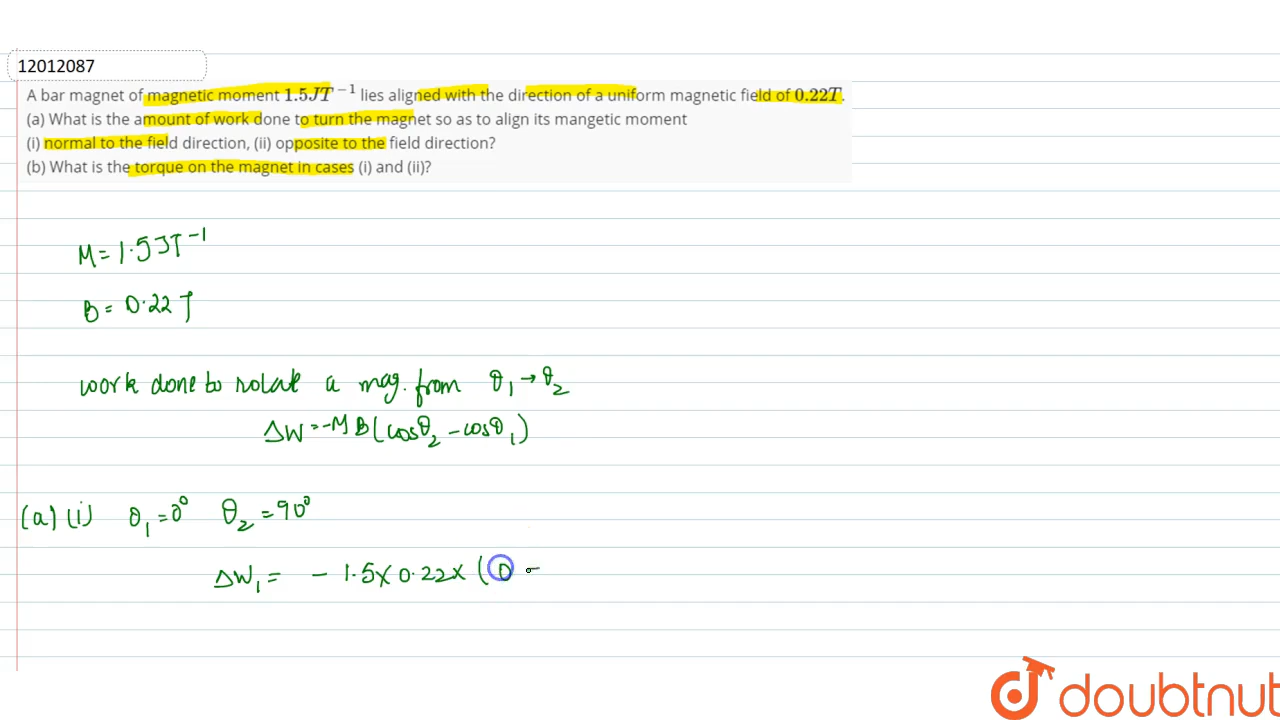 12012087
A bar magnet of magnetic moment 1.5JT⁻¹ lies aligned with the direction of a uniform magnetic field of 0.22T.
(a) What is the amount of work done to turn the magnet so as to align its mangetic moment
(i) normal to the field direction, (ii) opposite to the field direction?
(b) What is the torque on the magnet in cases (i) and (ii)?
M = 1.5JT⁻¹
B = 0.22 T
work done to rotate a mag. from θ₁ → θ₂
ΔW = -MB(cosθ₂ - cosθ₁)
(a) (i) θ₁ = 0° θ₂ = 90°
ΔW₁ = - 1.5 × 0.22 × ( 0 -
doubtnut